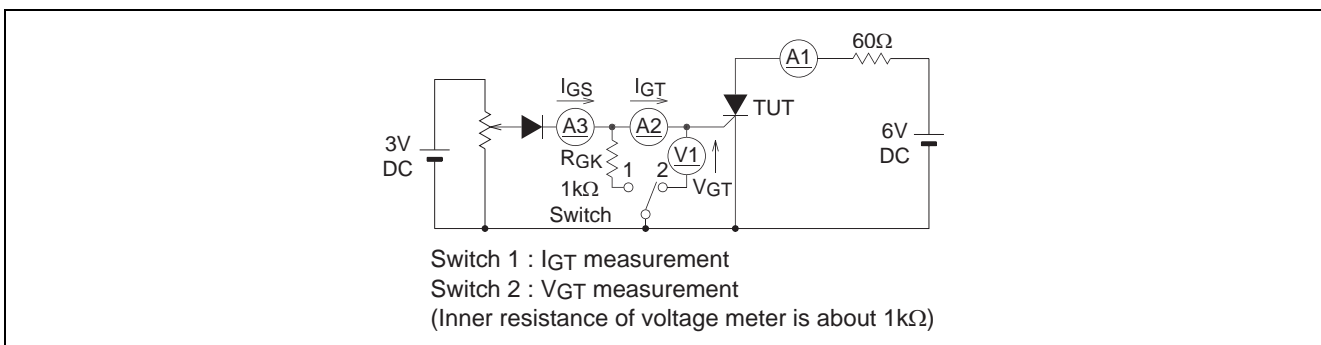 60Ω
A1
IGS
IGT
TUT
A3
A2
3V
DC
6V
DC
RGK
1
2
V1
VGT
1kΩ
Switch
Switch 1 : IGT measurement
Switch 2 : VGT measurement
(Inner resistance of voltage meter is about 1kΩ)